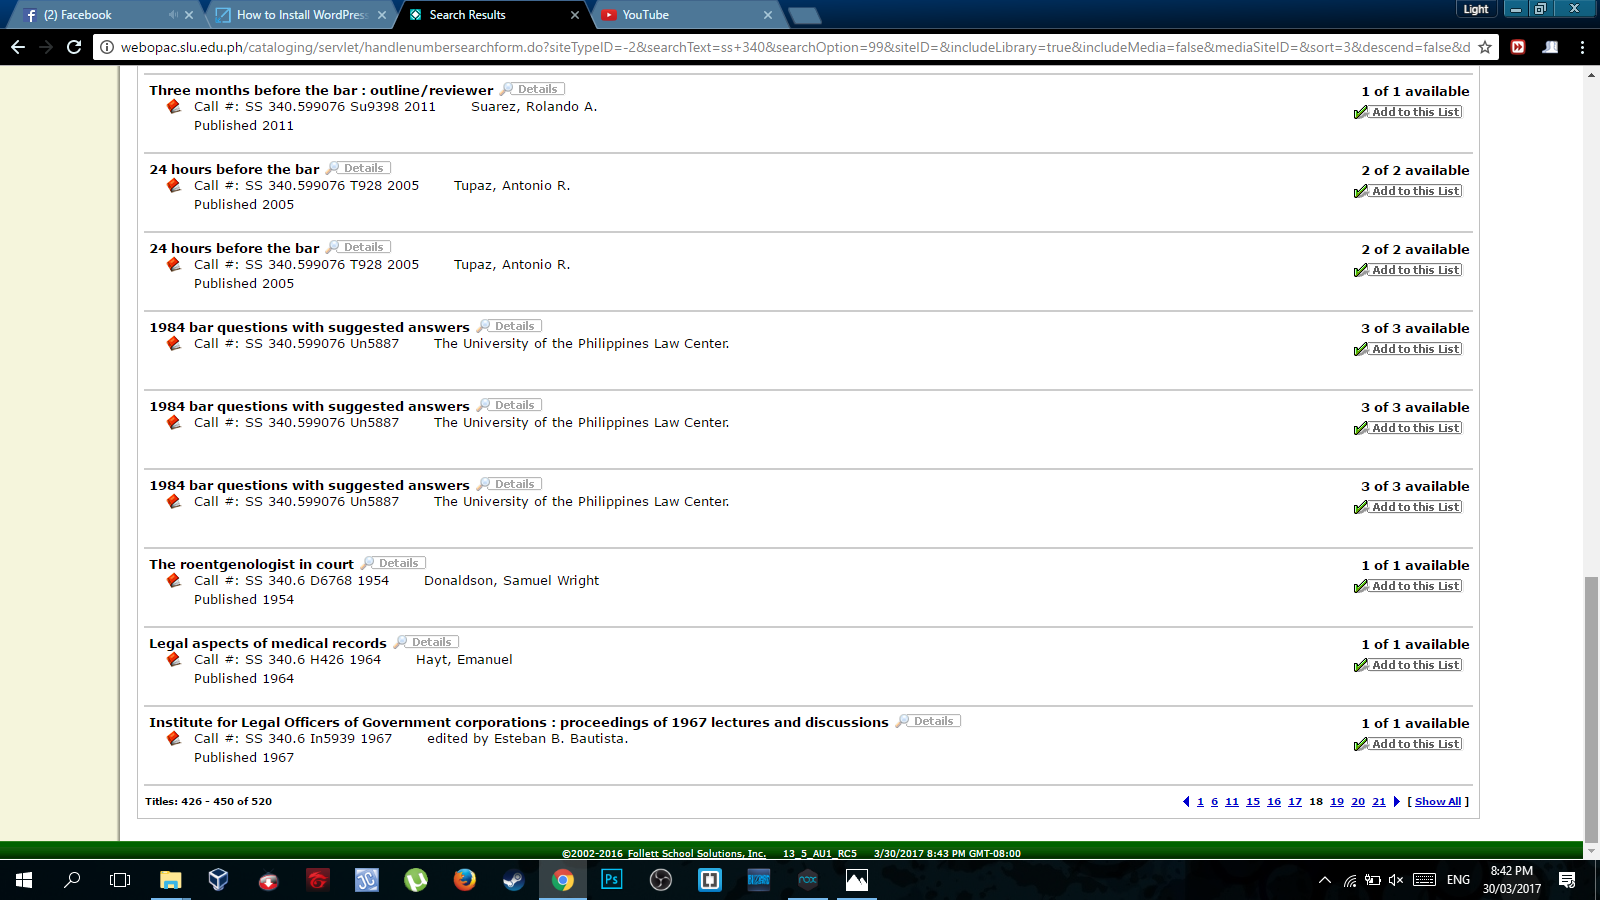 (2) Facebook
How to Install WordPress
Search Results
YouTube
Light
webopac.slu.edu.ph/cataloging/servlet/handlenumbersearchform.do?siteTypeID=-2&searchText=ss+340&searchOption=99&siteID=&includeLibrary=true&includeMedia=false&mediaSiteID=&sort=3&descend=false&d
Three months before the bar : outline/reviewer Details 1 of 1 available
Call #: SS 340.599076 Su9398 2011 Suarez, Rolando A. Add to this List
Published 2011
24 hours before the bar Details 2 of 2 available
Call #: SS 340.599076 T928 2005 Tupaz, Antonio R. Add to this List
Published 2005
24 hours before the bar Details 2 of 2 available
Call #: SS 340.599076 T928 2005 Tupaz, Antonio R. Add to this List
Published 2005
1984 bar questions with suggested answers Details 3 of 3 available
Call #: SS 340.599076 Un5887 The University of the Philippines Law Center. Add to this List
1984 bar questions with suggested answers Details 3 of 3 available
Call #: SS 340.599076 Un5887 The University of the Philippines Law Center. Add to this List
1984 bar questions with suggested answers Details 3 of 3 available
Call #: SS 340.599076 Un5887 The University of the Philippines Law Center. Add to this List
The roentgenologist in court Details 1 of 1 available
Call #: SS 340.6 D6768 1954 Donaldson, Samuel Wright Add to this List
Published 1954
Legal aspects of medical records Details 1 of 1 available
Call #: SS 340.6 H426 1964 Hayt, Emanuel Add to this List
Published 1964
Institute for Legal Officers of Government corporations : proceedings of 1967 lectures and discussions Details 1 of 1 available
Call #: SS 340.6 In5939 1967 edited by Esteban B. Bautista. Add to this List
Published 1967
Titles: 426 - 450 of 520 1 6 11 15 16 17 18 19 20 21 [ Show All ]
©2002-2016 Follett School Solutions, Inc. 13_5_AU1_RC5 3/30/2017 8:43 PM GMT-08:00
Ps
ENG
8:42 PM
30/03/2017